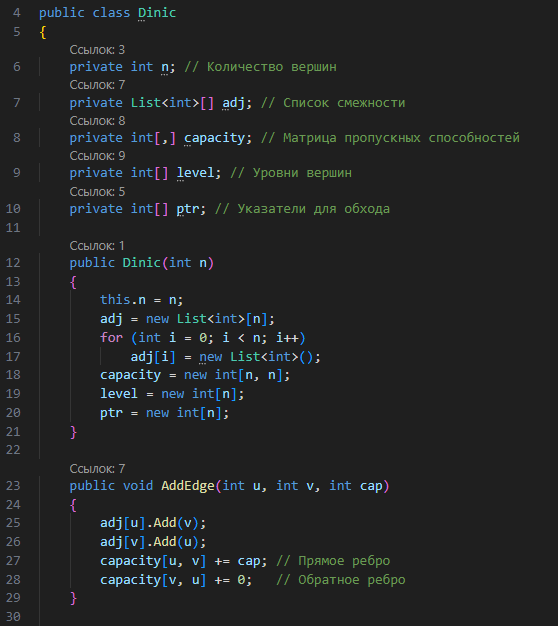 4 public class Dinic
5 {
Ссылок: 3
6 private int n; // Количество вершин
Ссылок: 7
7 private List<int>[] adj; // Список смежности
Ссылок: 8
8 private int[,] capacity; // Матрица пропускных способностей
Ссылок: 9
9 private int[] level; // Уровни вершин
Ссылок: 5
10 private int[] ptr; // Указатели для обхода
11
Ссылок: 1
12 public Dinic(int n)
13 {
14 this.n = n;
15 adj = new List<int>[n];
16 for (int i = 0; i < n; i++)
17 adj[i] = new List<int>();
18 capacity = new int[n, n];
19 level = new int[n];
20 ptr = new int[n];
21 }
22
Ссылок: 7
23 public void AddEdge(int u, int v, int cap)
24 {
25 adj[u].Add(v);
26 adj[v].Add(u);
27 capacity[u, v] += cap; // Прямое ребро
28 capacity[v, u] += 0; // Обратное ребро
29 }
30